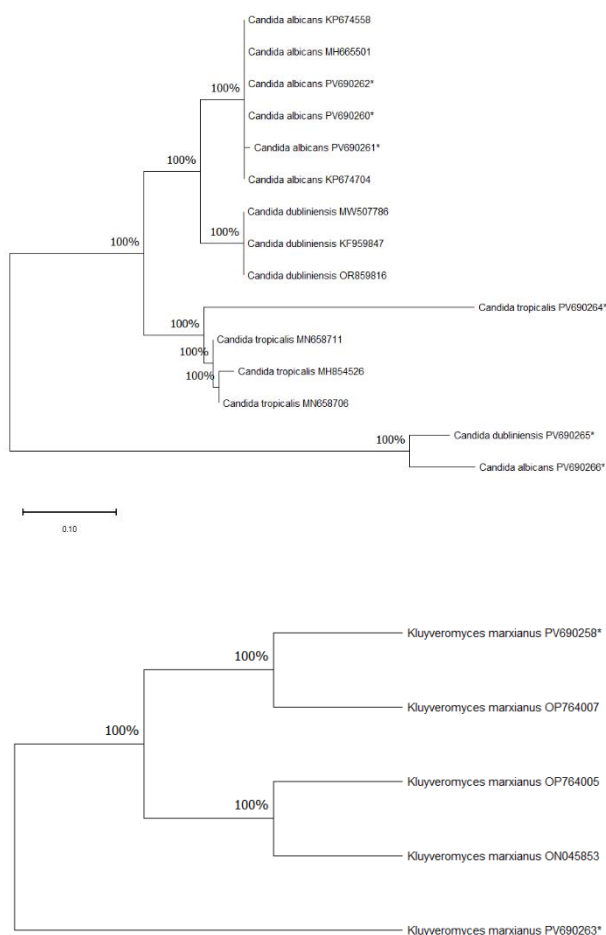 Candida albicans KP674558
Candida albicans MH665501
100%
Candida albicans PV690262*
Candida albicans PV690260*
Candida albicans PV690261*
100%
Candida albicans KP674704
Candida dubliniensis MW507786
100%
100%
Candida dubliniensis KF959847
Candida dubliniensis OR859816
Candida tropicalis PV690264*
100%
Candida tropicalis MN658711
100%
Candida tropicalis MH854526
100%
Candida tropicalis MN658706
Candida dubliniensis PV690265*
100%
Candida albicans PV690266*
0.10
Kluyveromyces marxianus PV690258*
100%
Kluyveromyces marxianus OP764007
100%
Kluyveromyces marxianus OP764005
100%
Kluyveromyces marxianus ON045853
Kluyveromyces marxianus PV690263*